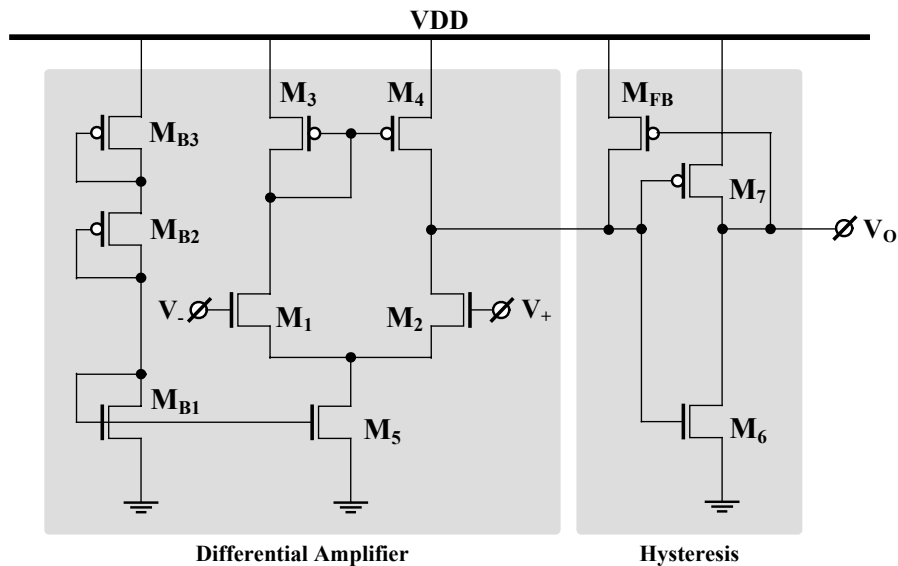 VDD
M3 M4 MFB
MB3
M7
MB2
VO
V- M1 M2 V+
MB1
M5 M6
Differential Amplifier Hysteresis